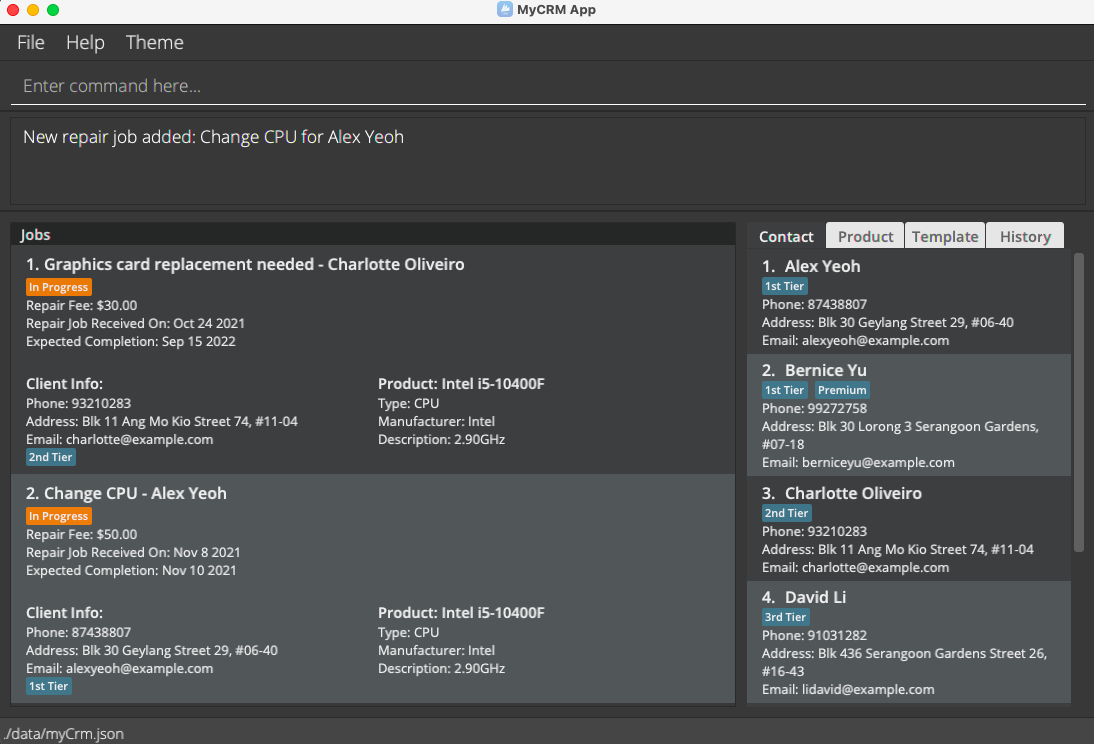 MyCRM App
File Help Theme
Enter command here...
New repair job added: Change CPU for Alex Yeoh
Jobs
1. Graphics card replacement needed - Charlotte Oliveiro
In Progress
Repair Fee: $30.00
Repair Job Received On: Oct 24 2021
Expected Completion: Sep 15 2022
Client Info:
Phone: 93210283
Address: Blk 11 Ang Mo Kio Street 74, #11-04
Email: charlotte@example.com
2nd Tier
Product: Intel i5-10400F
Type: CPU
Manufacturer: Intel
Description: 2.90GHz
2. Change CPU - Alex Yeoh
In Progress
Repair Fee: $50.00
Repair Job Received On: Nov 8 2021
Expected Completion: Nov 10 2021
Client Info:
Phone: 87438807
Address: Blk 30 Geylang Street 29, #06-40
Email: alexyeoh@example.com
1st Tier
Product: Intel i5-10400F
Type: CPU
Manufacturer: Intel
Description: 2.90GHz
Contact Product Template History
1. Alex Yeoh
1st Tier
Phone: 87438807
Address: Blk 30 Geylang Street 29, #06-40
Email: alexyeoh@example.com
2. Bernice Yu
1st Tier Premium
Phone: 99272758
Address: Blk 30 Lorong 3 Serangoon Gardens,
#07-18
Email: berniceyu@example.com
3. Charlotte Oliveiro
2nd Tier
Phone: 93210283
Address: Blk 11 Ang Mo Kio Street 74, #11-04
Email: charlotte@example.com
4. David Li
3rd Tier
Phone: 91031282
Address: Blk 436 Serangoon Gardens Street 26,
#16-43
Email: lidavid@example.com
./data/myCrm.json